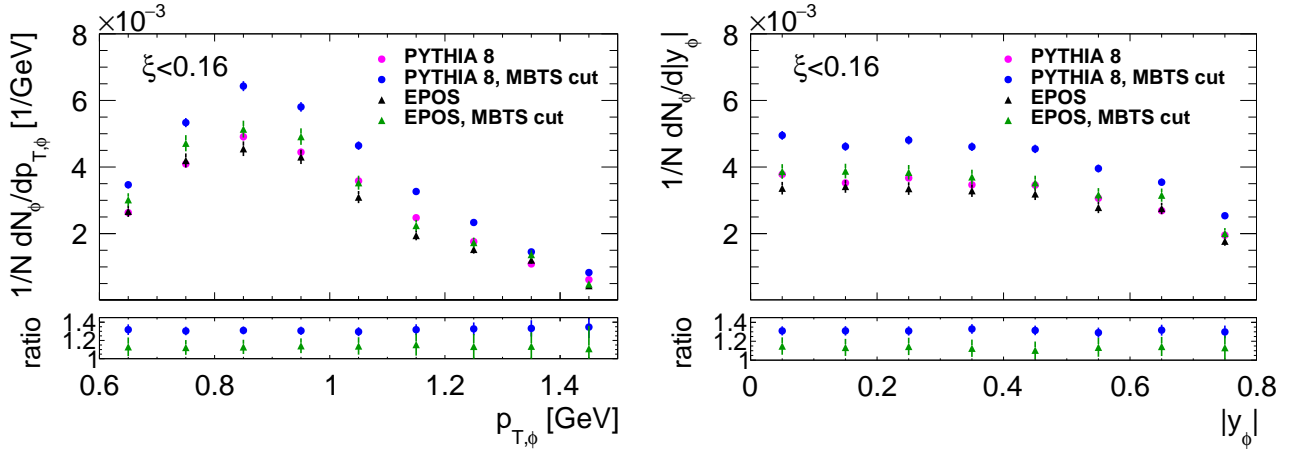 ×10⁻³
1/N dN_ϕ/dp_{T,ϕ} [1/GeV]
8
6
4
2
ξ<0.16
PYTHIA 8
PYTHIA 8, MBTS cut
EPOS
EPOS, MBTS cut
ratio
1.4
1.2
1
0.6 0.8 1 1.2 1.4
p_{T,ϕ} [GeV]
×10⁻³
1/N dN_ϕ/d|y_ϕ|
8
6
4
2
ξ<0.16
PYTHIA 8
PYTHIA 8, MBTS cut
EPOS
EPOS, MBTS cut
ratio
1.4
1.2
1
0 0.2 0.4 0.6 0.8
|y_ϕ|